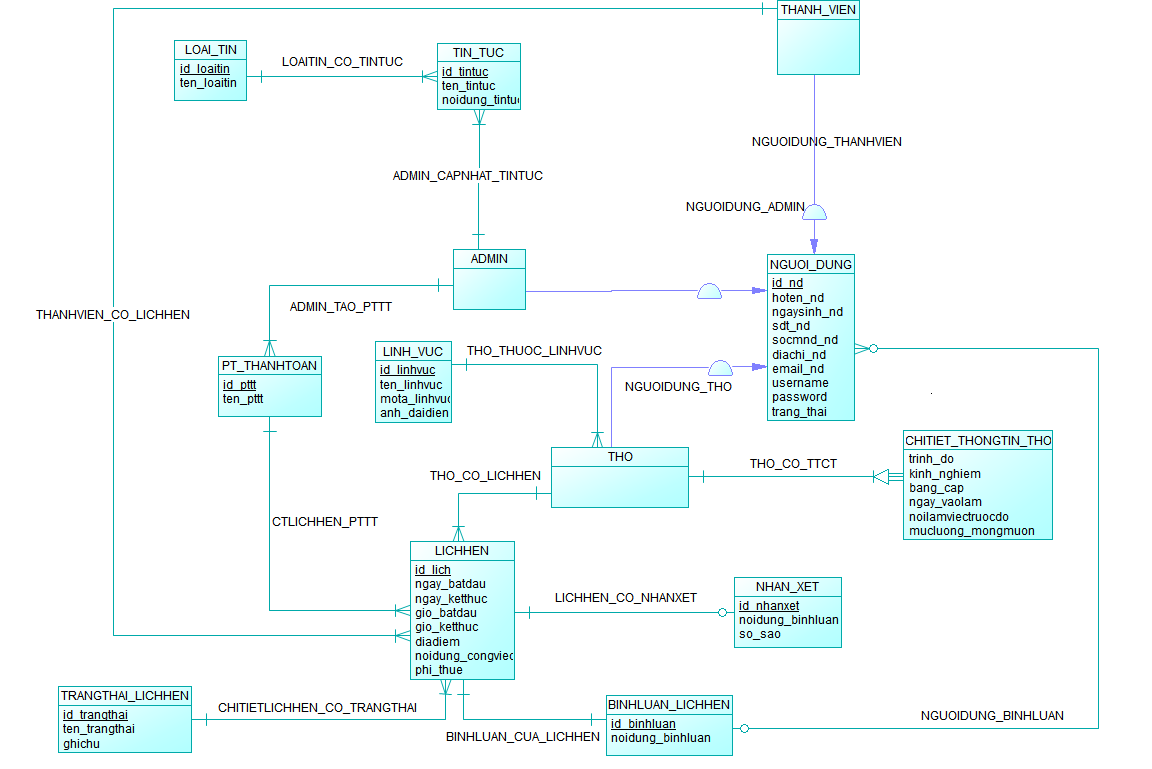 THANH_VIEN
LOAI_TIN
id_loaitin
ten_loaitin
LOAITIN_CO_TINTUC
TIN_TUC
id_tintuc
ten_tintuc
noidung_tintuc
NGUOIDUNG_THANHVIEN
ADMIN_CAPNHAT_TINTUC
NGUOIDUNG_ADMIN
ADMIN
NGUOI_DUNG
id_nd
hoten_nd
ngaysinh_nd
sdt_nd
socmnd_nd
diachi_nd
email_nd
username
password
trang_thai
ADMIN_TAO_PTTT
THANHVIEN_CO_LICHHEN
PT_THANHTOAN
id_pttt
ten_pttt
LINH_VUC
id_linhvuc
ten_linhvuc
mota_linhvuc
anh_daidien
THO_THUOC_LINHVUC
NGUOIDUNG_THO
THO
THO_CO_TTCT
CHITIET_THONGTIN_THO
trinh_do
kinh_nghiem
bang_cap
ngay_vaolam
noilamviectruocdo
mucluong_mongmuon
THO_CO_LICHHEN
CTLICHHEN_PTTT
LICHHEN
id_lich
ngay_batdau
ngay_ketthuc
gio_batdau
gio_ketthuc
diadiem
noidung_congviec
phi_thue
LICHHEN_CO_NHANXET
NHAN_XET
id_nhanxet
noidung_binhluan
so_sao
TRANGTHAI_LICHHEN
id_trangthai
ten_trangthai
ghichu
CHITIETLICHHEN_CO_TRANGTHAI
BINHLUAN_CUA_LICHHEN
BINHLUAN_LICHHEN
id_binhluan
noidung_binhluan
NGUOIDUNG_BINHLUAN